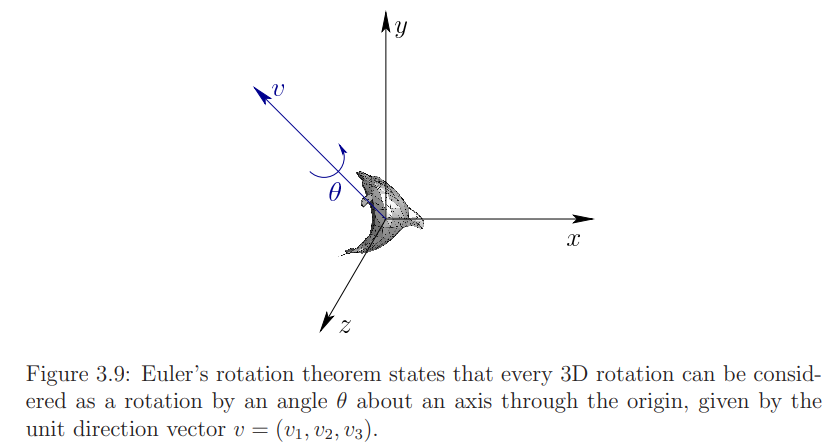 y
v
θ
x
z
Figure 3.9: Euler's rotation theorem states that every 3D rotation can be consid-
ered as a rotation by an angle θ about an axis through the origin, given by the
unit direction vector v = (v₁, v₂, v₃).